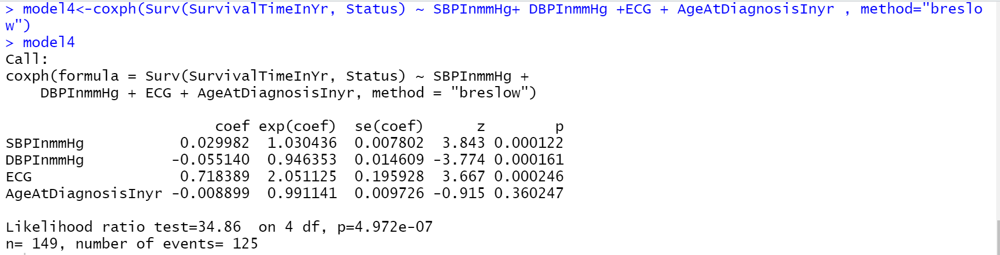 > model4<-coxph(Surv(SurvivalTimeInYr, Status) ~ SBPInmmHg+ DBPInmmHg +ECG + AgeAtDiagnosisInyr , method="breslo
w")
> model4
Call:
coxph(formula = Surv(SurvivalTimeInYr, Status) ~ SBPInmmHg +
    DBPInmmHg + ECG + AgeAtDiagnosisInyr, method = "breslow")

                        coef exp(coef)  se(coef)      z        p
SBPInmmHg           0.029982  1.030436  0.007802  3.843 0.000122
DBPInmmHg          -0.055140  0.946353  0.014609 -3.774 0.000161
ECG                 0.718389  2.051125  0.195928  3.667 0.000246
AgeAtDiagnosisInyr -0.008899  0.991141  0.009726 -0.915 0.360247

Likelihood ratio test=34.86  on 4 df, p=4.972e-07
n= 149, number of events= 125